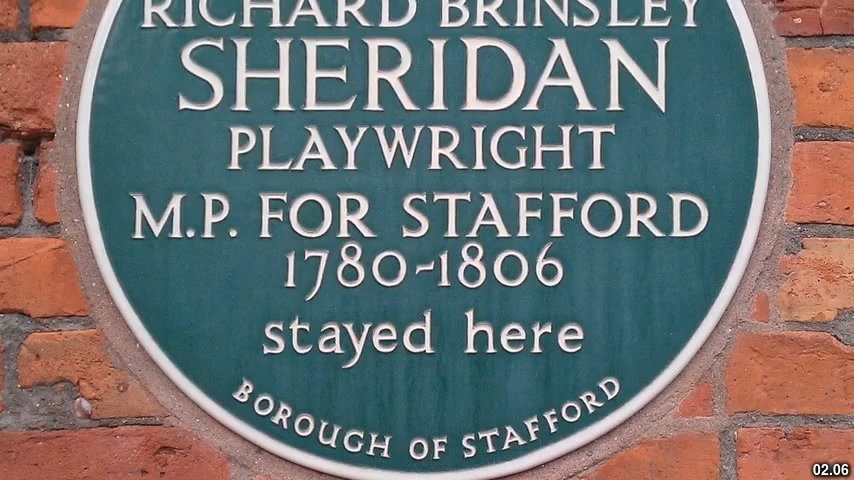 RICHARD BRINSLEY
SHERIDAN
PLAYWRIGHT
M.P. FOR STAFFORD
1780-1806
stayed here
BOROUGH OF STAFFORD
02.06